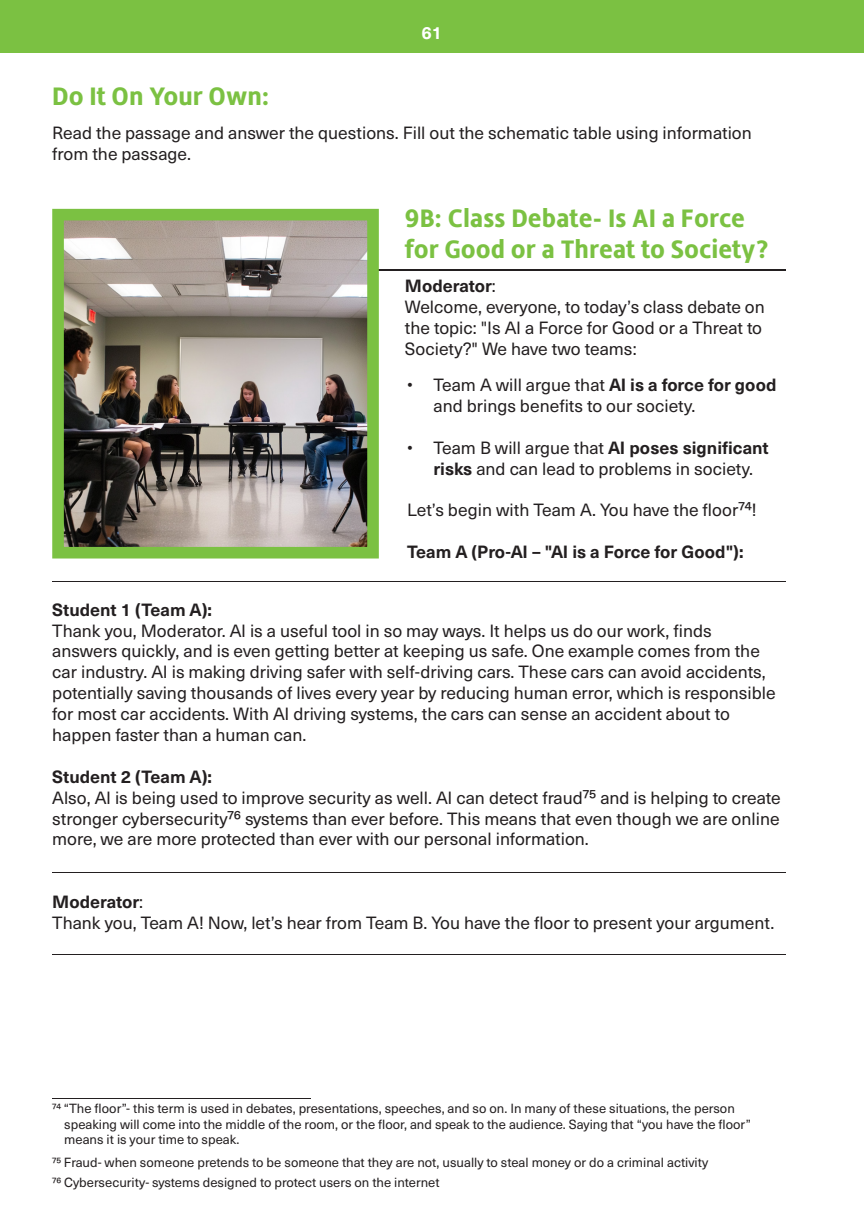 61
Do It On Your Own:
Read the passage and answer the questions. Fill out the schematic table using information
from the passage.
9B: Class Debate- Is AI a Force
for Good or a Threat to Society?
Moderator:
Welcome, everyone, to today’s class debate on
the topic: "Is AI a Force for Good or a Threat to
Society?" We have two teams:
• Team A will argue that AI is a force for good
and brings benefits to our society.
• Team B will argue that AI poses significant
risks and can lead to problems in society.
Let’s begin with Team A. You have the floor⁷⁴!
Team A (Pro-AI – "AI is a Force for Good"):
Student 1 (Team A):
Thank you, Moderator. AI is a useful tool in so may ways. It helps us do our work, finds
answers quickly, and is even getting better at keeping us safe. One example comes from the
car industry. AI is making driving safer with self-driving cars. These cars can avoid accidents,
potentially saving thousands of lives every year by reducing human error, which is responsible
for most car accidents. With AI driving systems, the cars can sense an accident about to
happen faster than a human can.
Student 2 (Team A):
Also, AI is being used to improve security as well. AI can detect fraud⁷⁵ and is helping to create
stronger cybersecurity⁷⁶ systems than ever before. This means that even though we are online
more, we are more protected than ever with our personal information.
Moderator:
Thank you, Team A! Now, let’s hear from Team B. You have the floor to present your argument.
⁷⁴ “The floor”- this term is used in debates, presentations, speeches, and so on. In many of these situations, the person
speaking will come into the middle of the room, or the floor, and speak to the audience. Saying that “you have the floor”
means it is your time to speak.
⁷⁵ Fraud- when someone pretends to be someone that they are not, usually to steal money or do a criminal activity
⁷⁶ Cybersecurity- systems designed to protect users on the internet